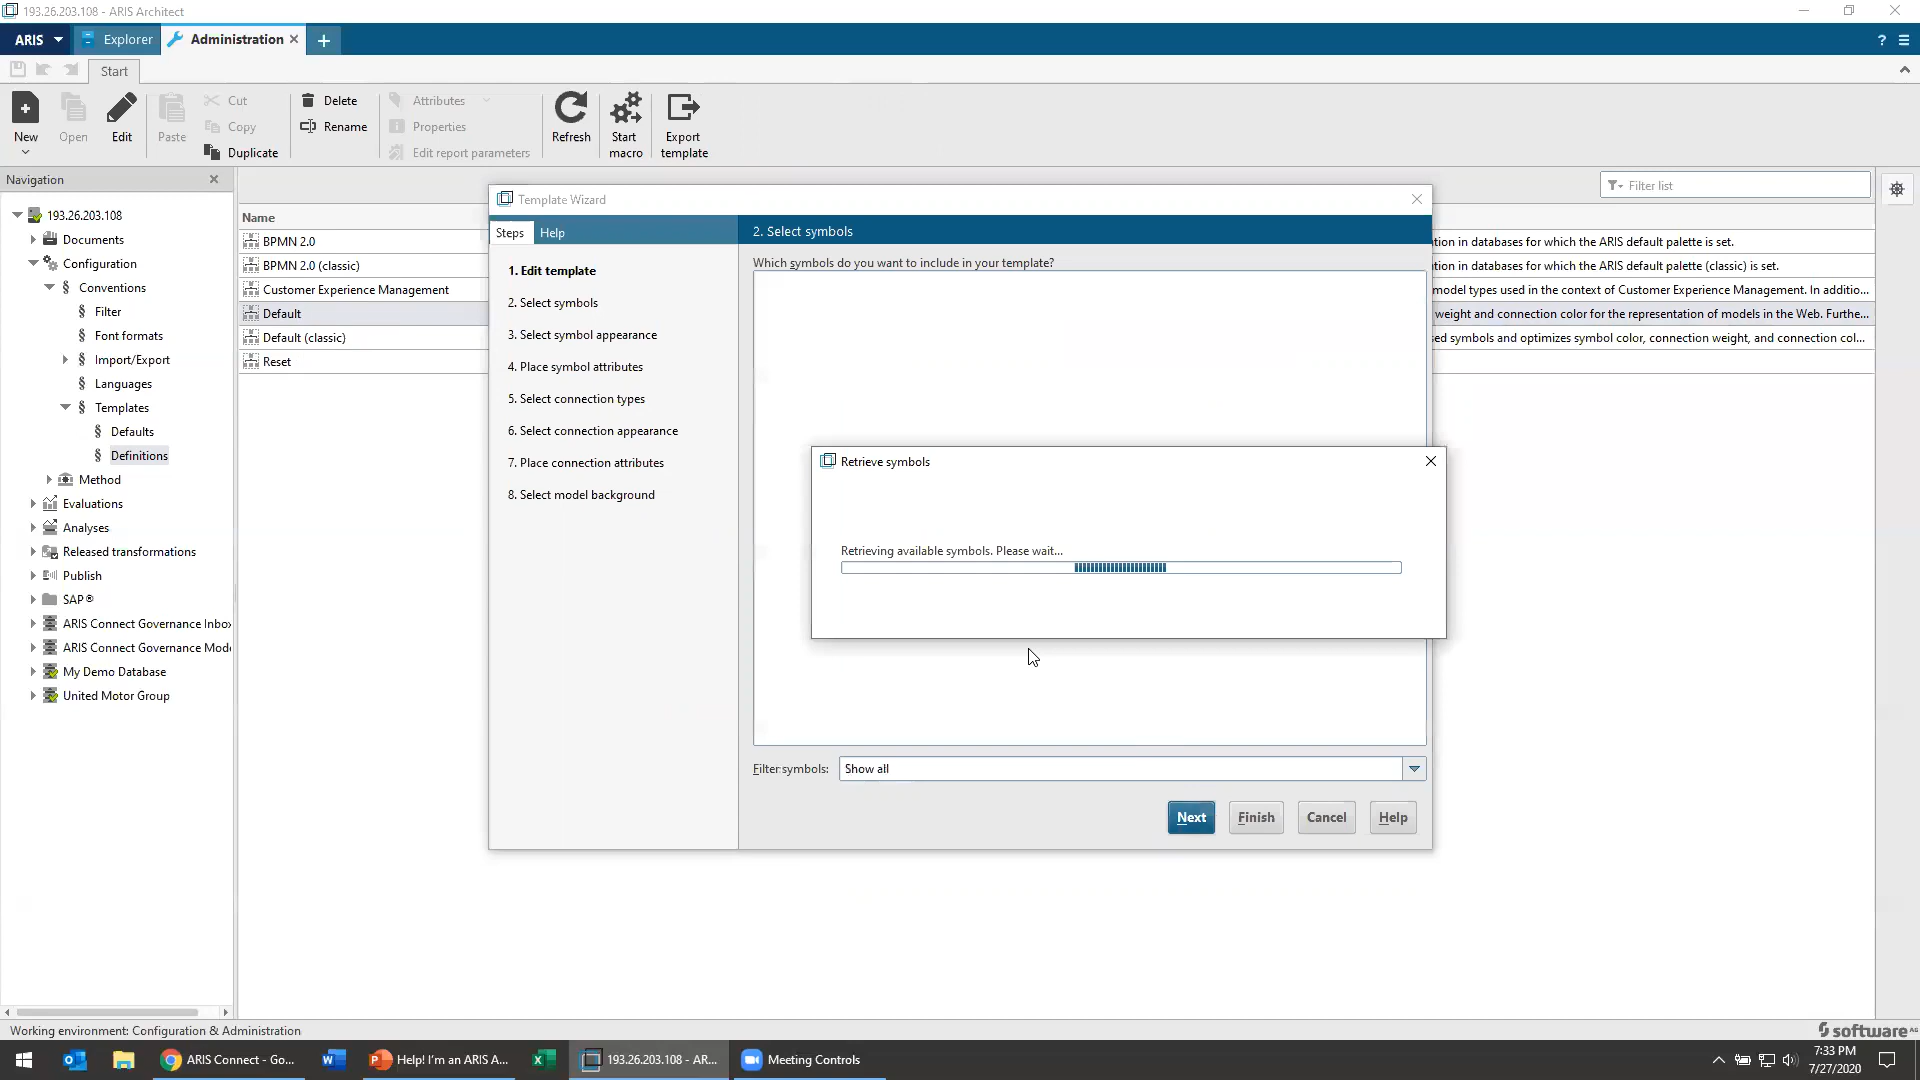 193.26.203.108 - ARIS Architect
ARIS
Explorer
Administration
Start
New
Open
Edit
Paste
Cut
Copy
Duplicate
Delete
Rename
Attributes
Properties
Edit report parameters
Refresh
Start
macro
Export
template
Navigation
193.26.203.108
Documents
Configuration
Conventions
Filter
Font formats
Import/Export
Languages
Templates
Defaults
Definitions
Method
Evaluations
Analyses
Released transformations
Publish
SAP®
ARIS Connect Governance Inbo
ARIS Connect Governance Mod
My Demo Database
United Motor Group
Filter list
Name
BPMN 2.0
BPMN 2.0 (classic)
Customer Experience Management
Default
Default (classic)
Reset
tion in databases for which the ARIS default palette is set.
tion in databases for which the ARIS default palette (classic) is set.
model types used in the context of Customer Experience Management. In additio...
weight and connection color for the representation of models in the Web. Furthe...
ed symbols and optimizes symbol color, connection weight, and connection col...
Template Wizard
Steps
Help
1. Edit template
2. Select symbols
3. Select symbol appearance
4. Place symbol attributes
5. Select connection types
6. Select connection appearance
7. Place connection attributes
8. Select model background
2. Select symbols
Which symbols do you want to include in your template?
Retrieve symbols
Retrieving available symbols. Please wait...
Filter symbols:
Show all
Next
Finish
Cancel
Help
Working environment: Configuration & Administration
software AG
ARIS Connect - Go...
Help! I'm an ARIS A...
193.26.203.108 - AR...
Meeting Controls
7:33 PM
7/27/2020